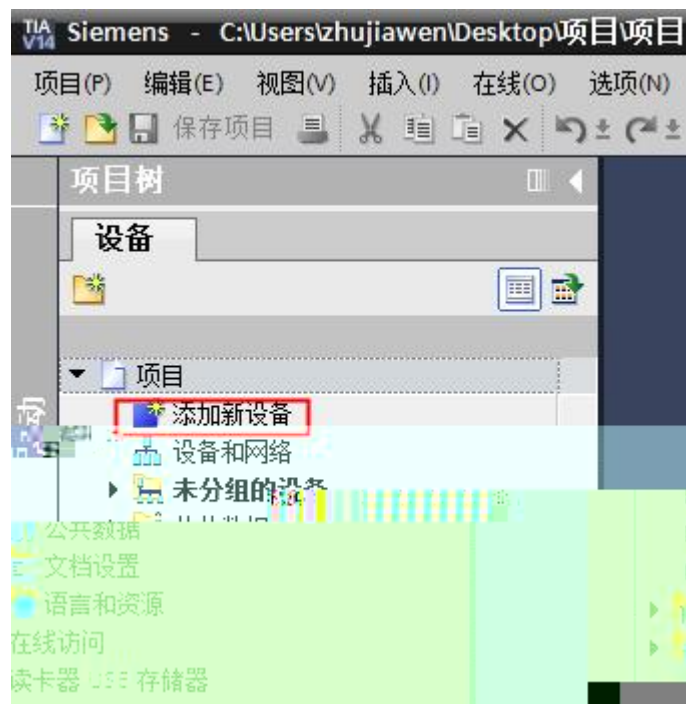 TIA V14 Siemens - C:\Users\zhujiawen\Desktop\项目\项目
项目(P) 编辑(E) 视图(V) 插入(I) 在线(O) 选项(N)
保存项目
项目树
设备
项目
添加新设备
设备和网络
未分组的设备
公共数据
文档设置
语言和资源
在线访问
读卡器 存储器